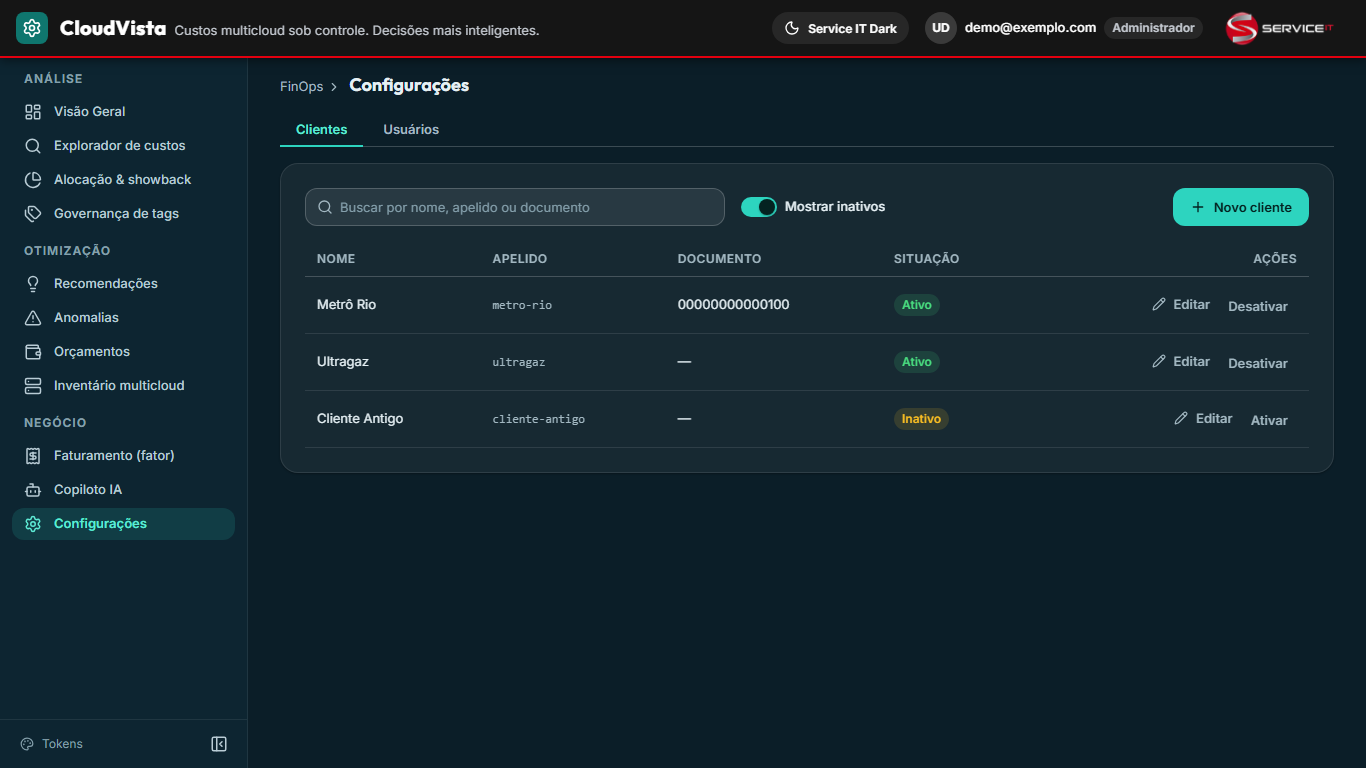 CloudVista Custos multicloud sob controle. Decisões mais inteligentes. Service IT Dark UD demo@exemplo.com Administrador SERVICE IT
ANÁLISE
Visão Geral
Explorador de custos
Alocação & showback
Governança de tags
OTIMIZAÇÃO
Recomendações
Anomalias
Orçamentos
Inventário multicloud
NEGÓCIO
Faturamento (fator)
Copiloto IA
Configurações
Tokens
FinOps > Configurações
Clientes Usuários
Buscar por nome, apelido ou documento Mostrar inativos + Novo cliente
NOME APELIDO DOCUMENTO SITUAÇÃO AÇÕES
Metrô Rio metro-rio 00000000000100 Ativo Editar Desativar
Ultragaz ultragaz — Ativo Editar Desativar
Cliente Antigo cliente-antigo — Inativo Editar Ativar